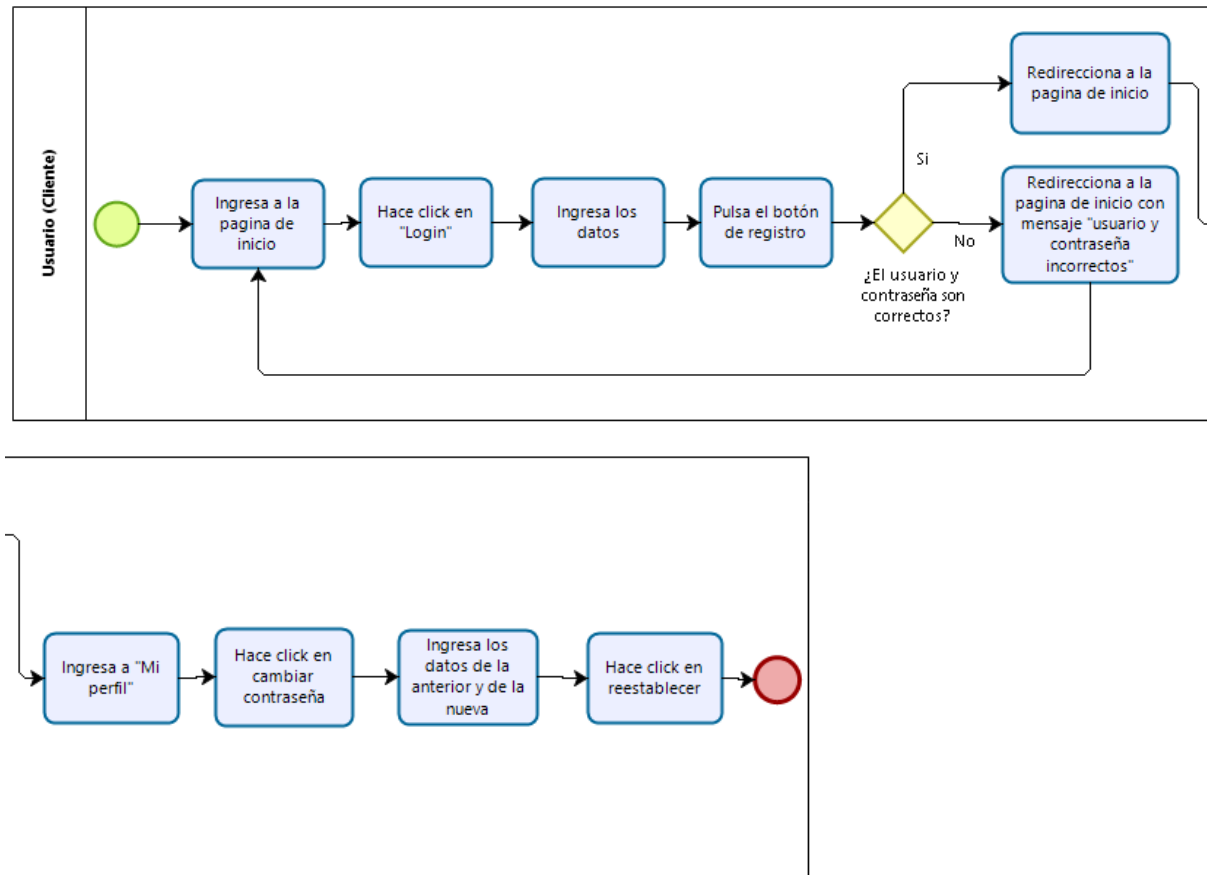 Usuario (Cliente)
Ingresa a la
pagina de
inicio
Hace click en
"Login"
Ingresa los
datos
Pulsa el botón
de registro
¿El usuario y
contraseña son
correctos?
Si
Redirecciona a la
pagina de inicio
No
Redirecciona a la
pagina de inicio con
mensaje "usuario y
contraseña
incorrectos"
Ingresa a "Mi
perfil"
Hace click en
cambiar
contraseña
Ingresa los
datos de la
anterior y de la
nueva
Hace click en
reestablecer